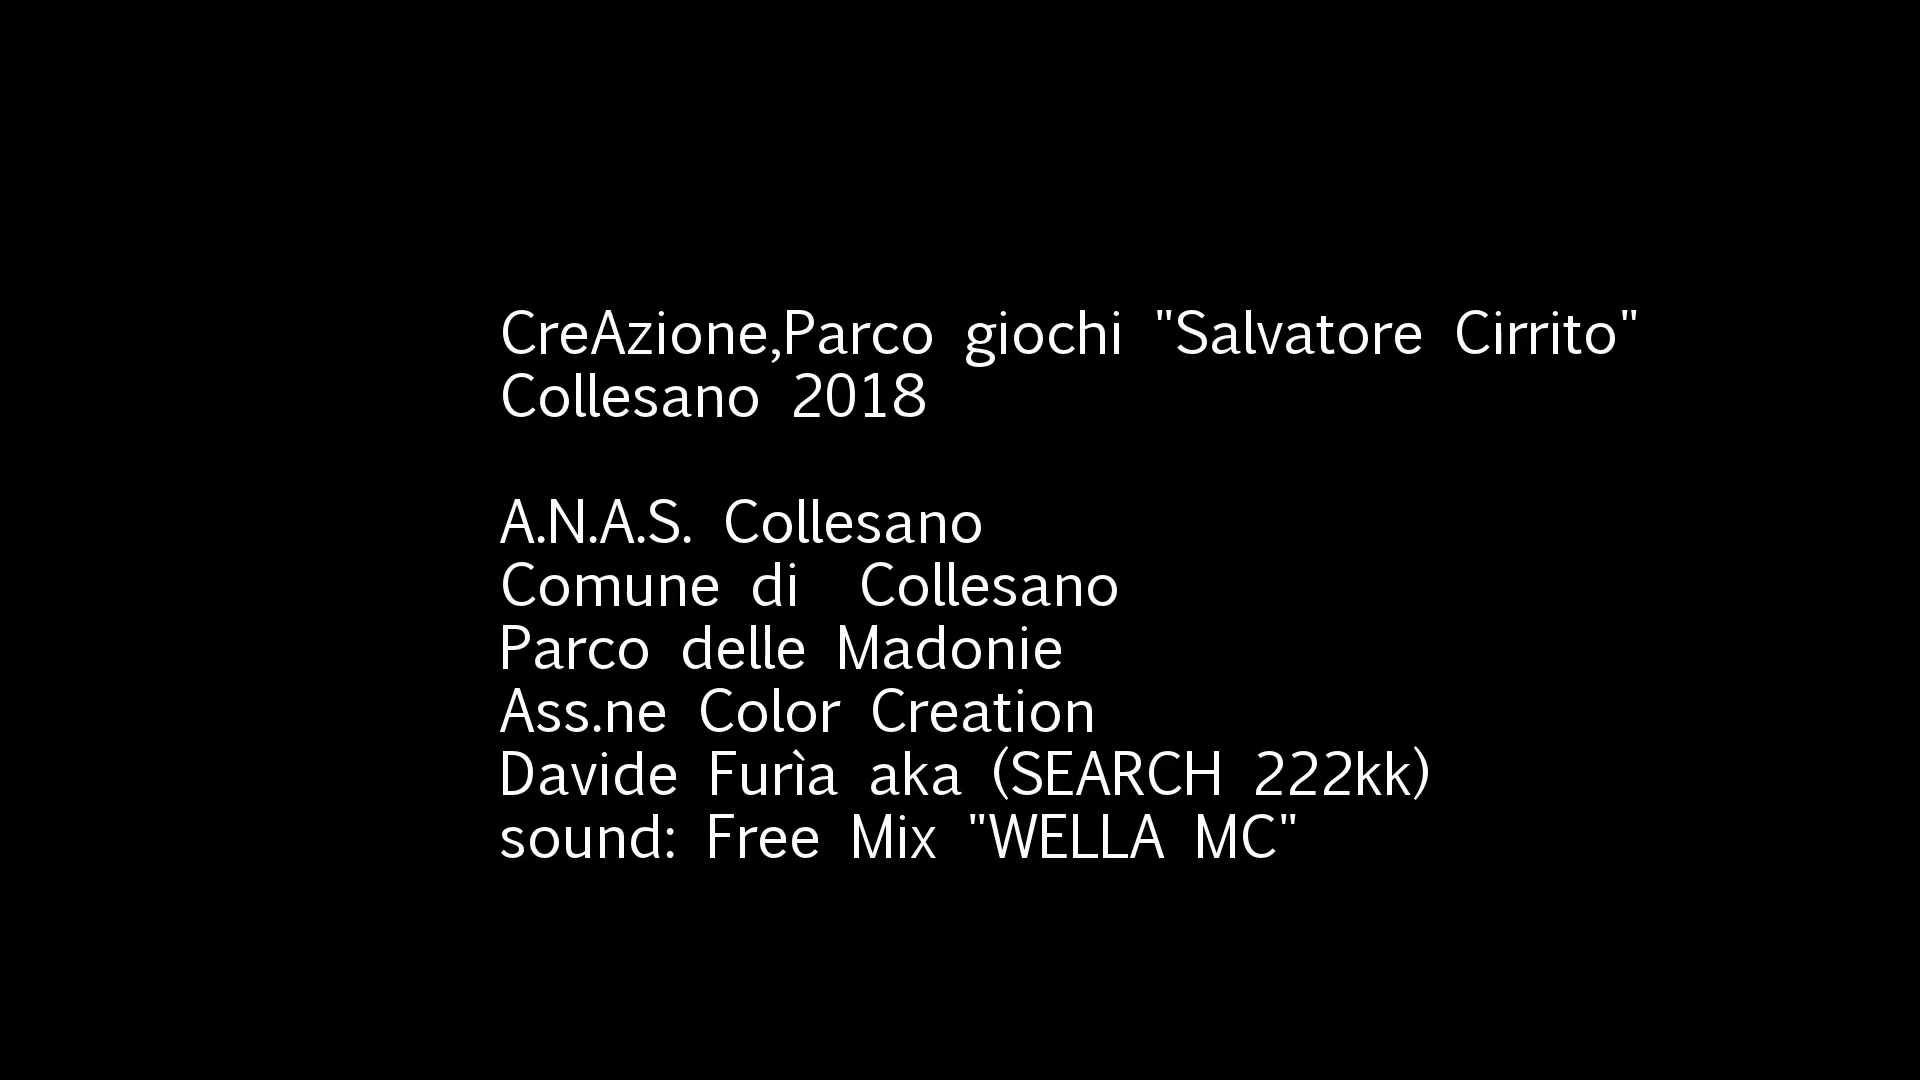 CreAzione,Parco giochi "Salvatore Cirrito"
Collesano 2018
A.N.A.S. Collesano
Comune di  Collesano
Parco delle Madonie
Ass.ne Color Creation
Davide Furìa aka (SEARCH 222kk)
sound: Free Mix "WELLA MC"